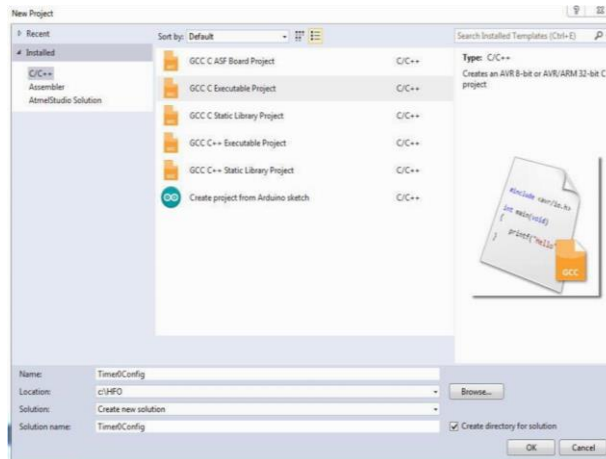 New Project
Recent
Installed
C/C++
Assembler
AtmelStudio Solution
Sort by: Default
GCC C ASF Board Project C/C++
GCC C Executable Project C/C++
GCC C Static Library Project C/C++
GCC C++ Executable Project C/C++
GCC C++ Static Library Project C/C++
Create project from Arduino sketch C/C++
Search Installed Templates (Ctrl+E)
Type: C/C++
Creates an AVR 8-bit or AVR/ARM 32-bit C
project
#include <avr/io.h>
int main(void)
{
printf("Hello"
}
GCC
Name: Timer0Config
Location: c:\HFO
Browse...
Solution: Create new solution
Solution name: Timer0Config
Create directory for solution
OK Cancel